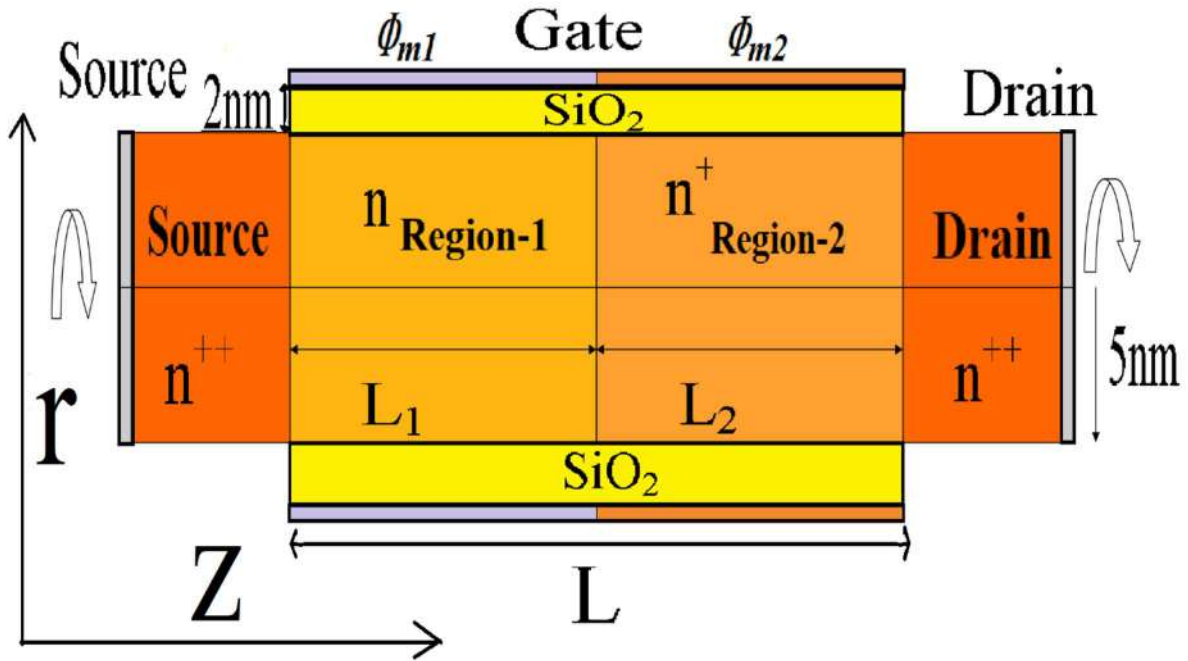 ϕm1 Gate ϕm2
Source
2nm
SiO₂
Drain
n Region-1
n⁺ Region-2
Source
Drain
n⁺⁺
n⁺⁺
5nm
L₁
L₂
r
SiO₂
Z
L